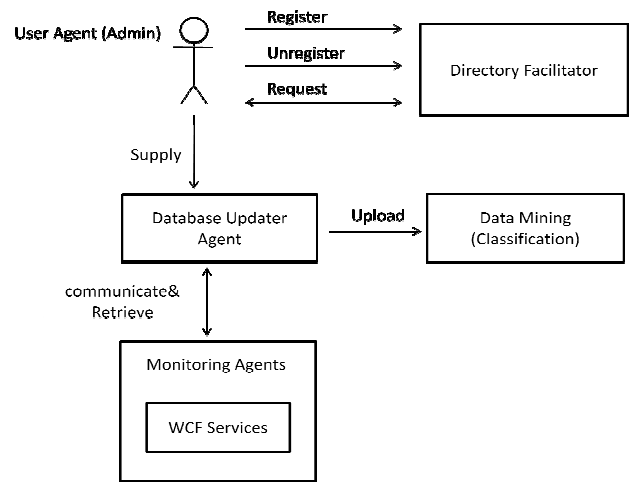 Register
User Agent (Admin)
Unregister
Directory Facilitator
Request
Supply
Database Updater
Agent
Upload
Data Mining
(Classification)
communicate&
Retrieve
Monitoring Agents
WCF Services